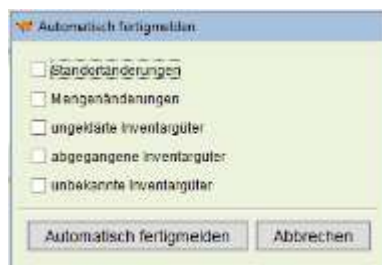 Automatisch fertigmelden
Standortänderungen
Mengenänderungen
ungeklärte Inventargüter
abgegangene Inventargüter
unbekannte Inventargüter
Automatisch fertigmelden Abbrechen